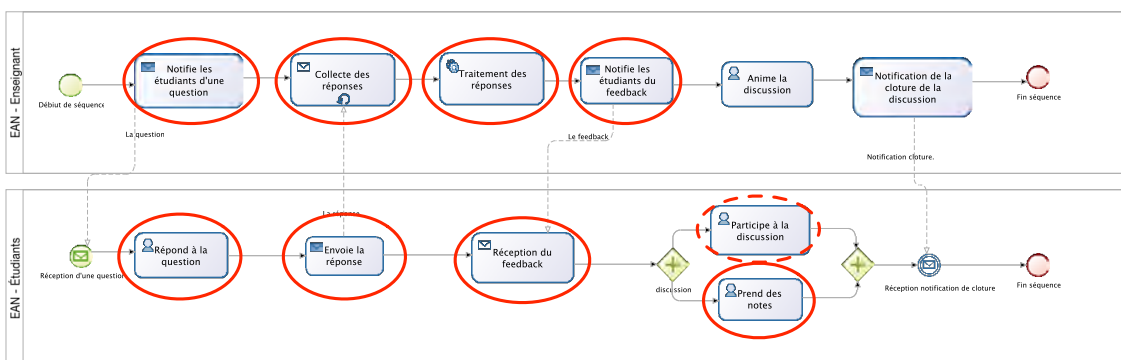 EAN - Enseignant
Notifie les
étudiants d'une
question
Collecte des
réponses
Traitement des
réponses
Notifie les
étudiants du
feedback
Anime la
discussion
Notification de la
cloture de la
discussion
Début de séquence
Fin séquence
La question
Le feedback
Notification cloture.
EAN - Étudiants
La réponse
Répond à la
question
Envoie la
réponse
Réception du
feedback
Participe à la
discussion
Prend des
notes
Réception d'une question
discussion
Réception notification de cloture
Fin séquence